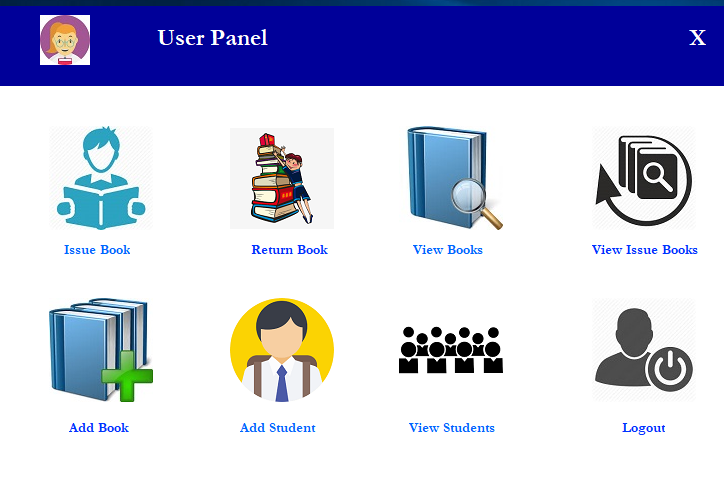 User Panel
X
Issue Book
Return Book
View Books
View Issue Books
Add Book
Add Student
View Students
Logout